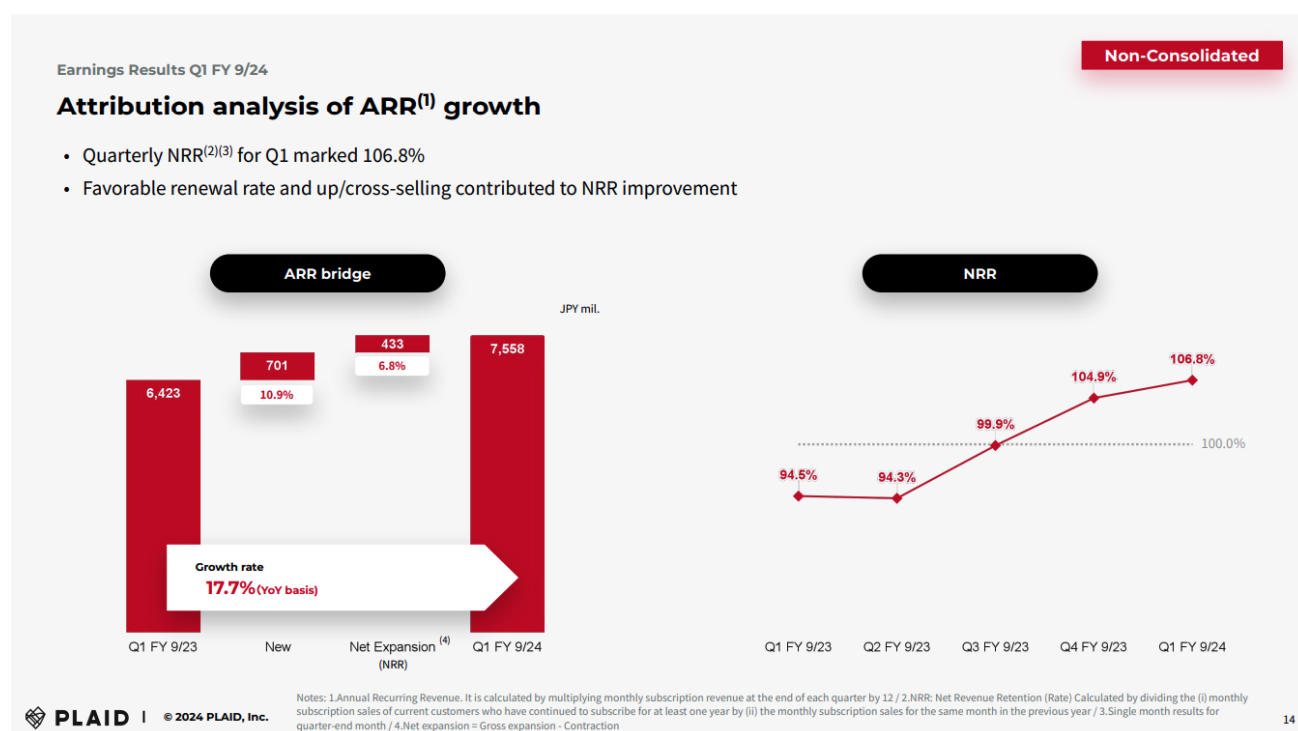 Non-Consolidated
Earnings Results Q1 FY 9/24
Attribution analysis of ARR(1) growth
• Quarterly NRR(2)(3) for Q1 marked 106.8%
• Favorable renewal rate and up/cross-selling contributed to NRR improvement
ARR bridge
JPY mil.
6,423
701
10.9%
433
6.8%
7,558
Growth rate
17.7%(YoY basis)
Q1 FY 9/23
New
Net Expansion (4)
(NRR)
Q1 FY 9/24
NRR
94.5%
94.3%
99.9%
104.9%
106.8%
100.0%
Q1 FY 9/23
Q2 FY 9/23
Q3 FY 9/23
Q4 FY 9/23
Q1 FY 9/24
PLAID | © 2024 PLAID, Inc.
Notes: 1.Annual Recurring Revenue. It is calculated by multiplying monthly subscription revenue at the end of each quarter by 12 / 2.NRR: Net Revenue Retention (Rate) Calculated by dividing the (i) monthly
subscription sales of current customers who have continued to subscribe for at least one year by (ii) the monthly subscription sales for the same month in the previous year / 3.Single month results for
quarter-end month / 4.Net expansion = Gross expansion - Contraction
14